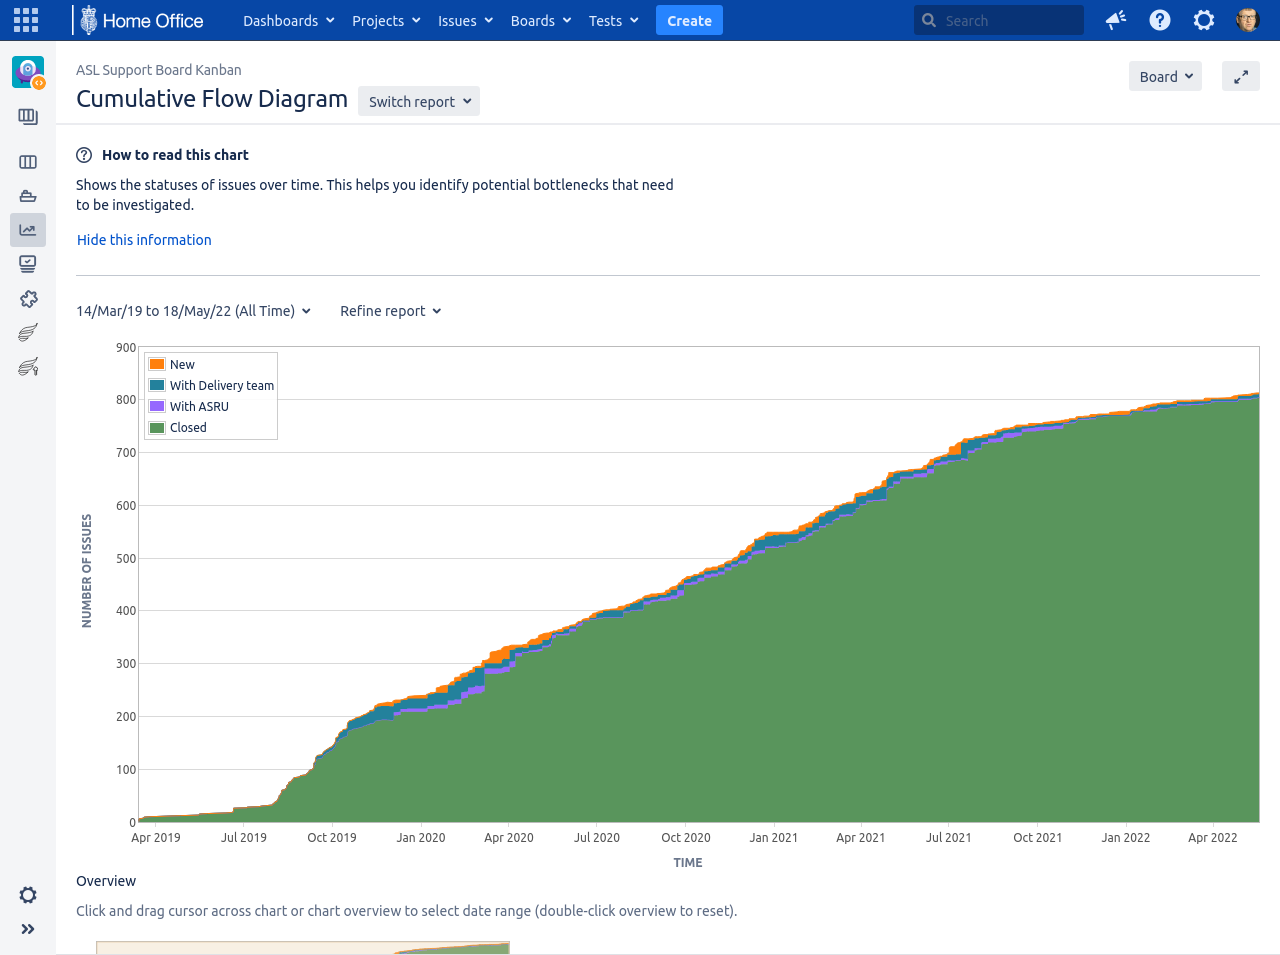 Home Office
Dashboards Projects Issues Boards Tests Create Search
ASL Support Board Kanban
Cumulative Flow Diagram Switch report
Board
How to read this chart
Shows the statuses of issues over time. This helps you identify potential bottlenecks that need
to be investigated.
Hide this information
14/Mar/19 to 18/May/22 (All Time) Refine report
900
800
700
600
500
400
300
200
100
0
NUMBER OF ISSUES
New
With Delivery team
With ASRU
Closed
Apr 2019 Jul 2019 Oct 2019 Jan 2020 Apr 2020 Jul 2020 Oct 2020 Jan 2021 Apr 2021 Jul 2021 Oct 2021 Jan 2022 Apr 2022
TIME
Overview
Click and drag cursor across chart or chart overview to select date range (double-click overview to reset).